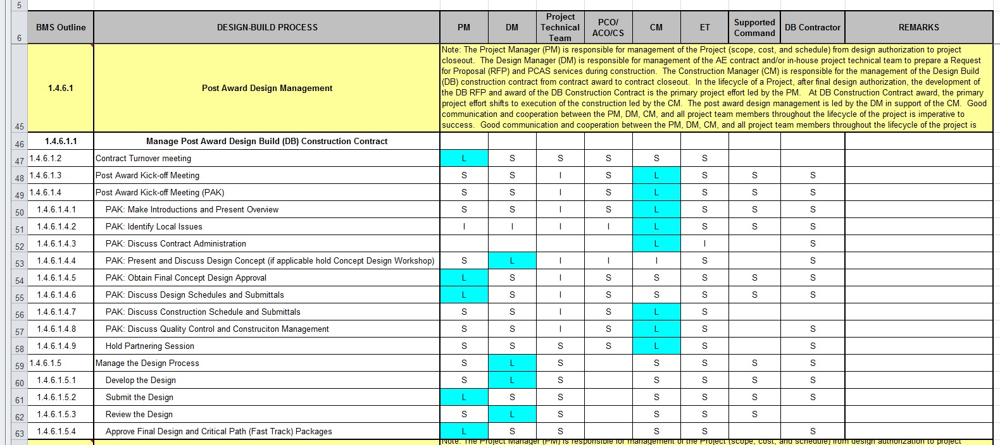 5
6 BMS Outline DESIGN-BUILD PROCESS PM DM Project Technical Team PCO/ ACO/CS CM ET Supported Command DB Contractor REMARKS
45 1.4.6.1 Post Award Design Management
Note: The Project Manager (PM) is responsible for management of the Project (scope, cost, and schedule) from design authorization to project
closeout. The Design Manager (DM) is responsible for management of the AE contract and/or in-house project technical team to prepare a Request
for Proposal (RFP) and PCAS services during construction. The Construction Manager (CM) is responsible for the management of the Design Build
(DB) construction contract from contract award to contract closeout. In the lifecycle of a Project, after final design authorization, the development of
the DB RFP and award of the DB Construction Contract is the primary project effort led by the PM. At DB Construction Contract award, the primary
project effort shifts to execution of the construction led by the CM. The post award design management is led by the DM in support of the CM. Good
communication and cooperation between the PM, DM, CM, and all project team members throughout the lifecycle of the project is imperative to
success. Good communication and cooperation between the PM, DM, CM, and all project team members throughout the lifecycle of the project is
46 1.4.6.1.1 Manage Post Award Design Build (DB) Construction Contract
47 1.4.6.1.2 Contract Turnover meeting L S S S S S
48 1.4.6.1.3 Post Award Kick-off Meeting S S I S L S S S
49 1.4.6.1.4 Post Award Kick-off Meeting (PAK) S S I S L S S S
50 1.4.6.1.4.1 PAK: Make Introductions and Present Overview S S I S L S S S
51 1.4.6.1.4.2 PAK: Identify Local Issues I I I I L S S S
52 1.4.6.1.4.3 PAK: Discuss Contract Administration L I S
53 1.4.6.1.4.4 PAK: Present and Discuss Design Concept (if applicable hold Concept Design Workshop) S L I I I S S
54 1.4.6.1.4.5 PAK: Obtain Final Concept Design Approval L S I S S S S S
55 1.4.6.1.4.6 PAK: Discuss Design Schedules and Submittals L S I S S S S S
56 1.4.6.1.4.7 PAK: Discuss Construction Schedule and Submittals S S I S L S
57 1.4.6.1.4.8 PAK: Discuss Quality Control and Construciton Management S S I S L S S
58 1.4.6.1.4.9 Hold Partnering Session S S S S L S S
59 1.4.6.1.5 Manage the Design Process S L S S S S S
60 1.4.6.1.5.1 Develop the Design S L S S S S S
61 1.4.6.1.5.2 Submit the Design L S S S S S S
62 1.4.6.1.5.3 Review the Design S L S S S S
63 1.4.6.1.5.4 Approve Final Design and Critical Path (Fast Track) Packages L S S S S S
Note: The Project Manager (PM) is responsible for management of the Project (scope, cost, and schedule) from design authorization to project